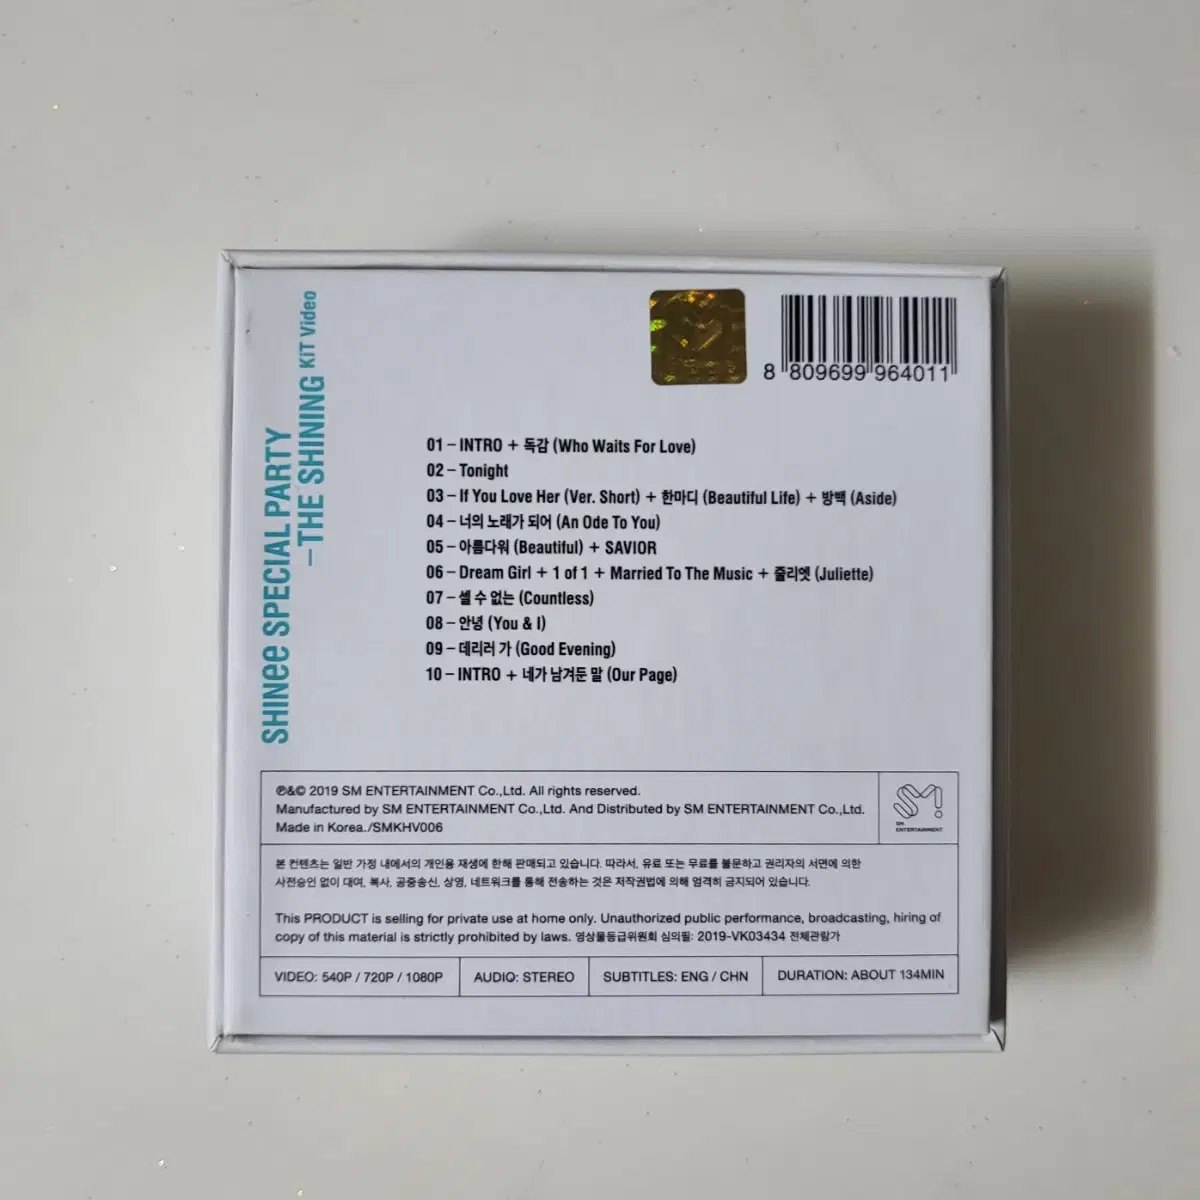 SHINee SPECIAL PARTY
–THE SHINING KiT Video
8 809699 964011
01 – INTRO + 독감 (Who Waits For Love)
02 – Tonight
03 – If You Love Her (Ver. Short) + 한마디 (Beautiful Life) + 방백 (Aside)
04 – 너의 노래가 되어 (An Ode To You)
05 – 아름다워 (Beautiful) + SAVIOR
06 – Dream Girl + 1 of 1 + Married To The Music + 줄리엣 (Juliette)
07 – 셀 수 없는 (Countless)
08 – 안녕 (You & I)
09 – 데리러 가 (Good Evening)
10 – INTRO + 네가 남겨둔 말 (Our Page)
℗&© 2019 SM ENTERTAINMENT Co.,Ltd. All rights reserved.
Manufactured by SM ENTERTAINMENT Co.,Ltd. And Distributed by SM ENTERTAINMENT Co.,Ltd.
Made in Korea./SMKHV006
SM
ENTERTAINMENT
본 컨텐츠는 일반 가정 내에서의 개인용 재생에 한해 판매되고 있습니다. 따라서, 유료 또는 무료를 불문하고 권리자의 서면에 의한
사전승인 없이 대여, 복사, 공중송신, 상영, 네트워크를 통해 전송하는 것은 저작권법에 의해 엄격히 금지되어 있습니다.
This PRODUCT is selling for private use at home only. Unauthorized public performance, broadcasting, hiring of
copy of this material is strictly prohibited by laws. 영상물등급위원회 심의필: 2019-VK03434 전체관람가
VIDEO: 540P / 720P / 1080P
AUDIO: STEREO
SUBTITLES: ENG / CHN
DURATION: ABOUT 134MIN